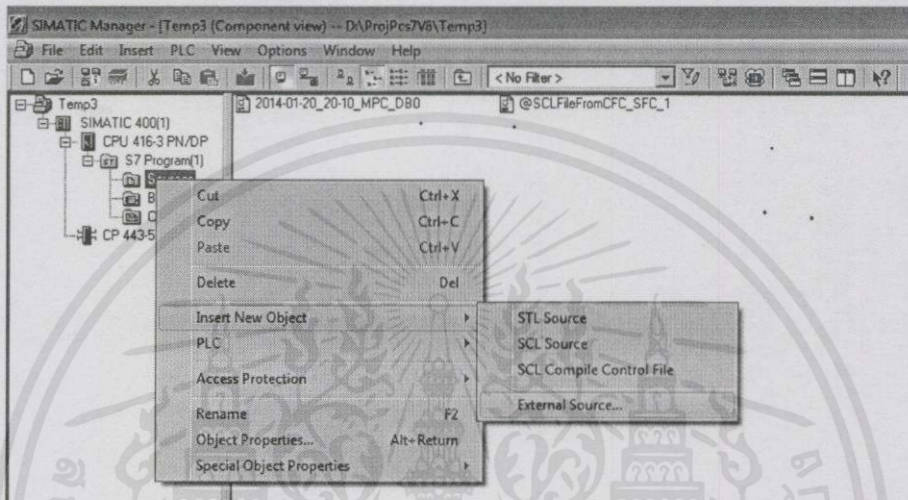 SIMATIC Manager - [Temp3 (Component view) -- D:\ProjPcs7V8\Temp3]
File Edit Insert PLC View Options Window Help
< No Filter >
Temp3
SIMATIC 400(1)
CPU 416-3 PN/DP
S7 Program(1)
S
B
C
CP 443-5
2014-01-20_20-10_MPC_DB0
@SCLFileFromCFC_SFC_1
Cut Ctrl+X
Copy Ctrl+C
Paste Ctrl+V
Delete Del
Insert New Object
PLC
Access Protection
Rename F2
Object Properties... Alt+Return
Special Object Properties
STL Source
SCL Source
SCL Compile Control File
External Source...